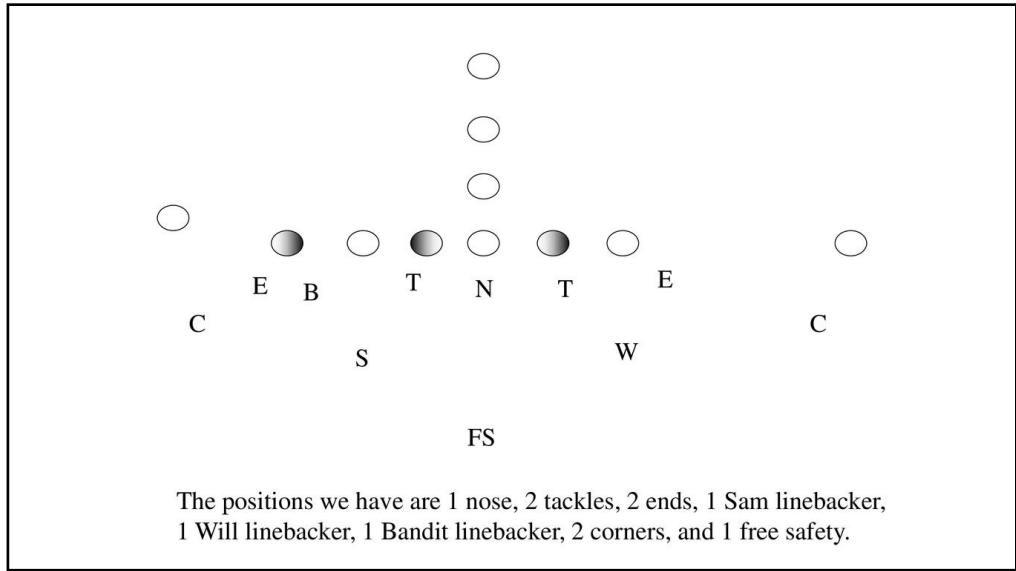 E B T N T E
C C
S W
FS
The positions we have are 1 nose, 2 tackles, 2 ends, 1 Sam linebacker,
1 Will linebacker, 1 Bandit linebacker, 2 corners, and 1 free safety.